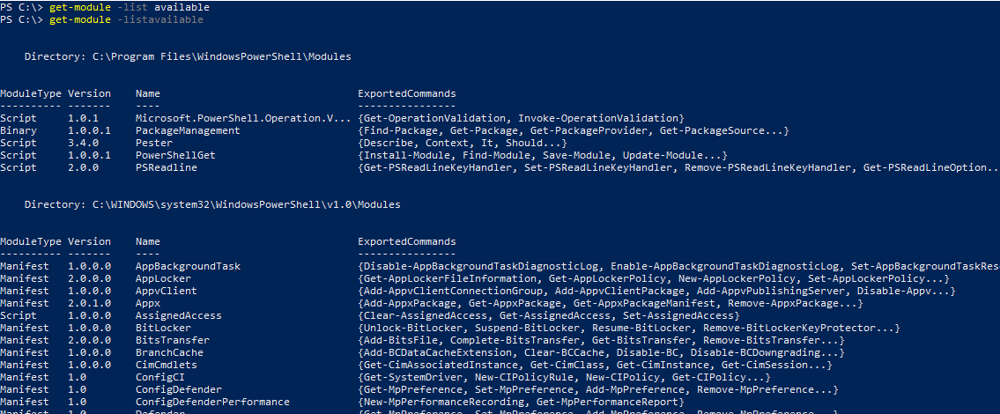 PS C:\> get-module -list available
PS C:\> get-module -listavailable
Directory: C:\Program Files\WindowsPowerShell\Modules
ModuleType Version    Name                                ExportedCommands
---------- -------    ----                                ----------------
Script     1.0.1      Microsoft.PowerShell.Operation.V... {Get-OperationValidation, Invoke-OperationValidation}
Binary     1.0.0.1    PackageManagement                   {Find-Package, Get-Package, Get-PackageProvider, Get-PackageSource...}
Script     3.4.0      Pester                              {Describe, Context, It, Should...}
Script     1.0.0.1    PowerShellGet                       {Install-Module, Find-Module, Save-Module, Update-Module...}
Script     2.0.0      PSReadline                          {Get-PSReadLineKeyHandler, Set-PSReadLineKeyHandler, Remove-PSReadLineKeyHandler, Get-PSReadLineOption...
Directory: C:\WINDOWS\system32\WindowsPowerShell\v1.0\Modules
ModuleType Version    Name                                ExportedCommands
---------- -------    ----                                ----------------
Manifest   1.0.0.0    AppBackgroundTask                   {Disable-AppBackgroundTaskDiagnosticLog, Enable-AppBackgroundTaskDiagnosticLog, Set-AppBackgroundTaskRes
Manifest   2.0.0.0    AppLocker                           {Get-AppLockerFileInformation, Get-AppLockerPolicy, New-AppLockerPolicy, Set-AppLockerPolicy...}
Manifest   1.0.0.0    AppvClient                          {Add-AppvClientConnectionGroup, Add-AppvClientPackage, Add-AppvPublishingServer, Disable-Appv...}
Manifest   2.0.1.0    Appx                                {Add-AppxPackage, Get-AppxPackage, Get-AppxPackageManifest, Remove-AppxPackage...}
Script     1.0.0.0    AssignedAccess                      {Clear-AssignedAccess, Get-AssignedAccess, Set-AssignedAccess}
Manifest   1.0.0.0    BitLocker                           {Unlock-BitLocker, Suspend-BitLocker, Resume-BitLocker, Remove-BitLockerKeyProtector...}
Manifest   2.0.0.0    BitsTransfer                        {Add-BitsFile, Complete-BitsTransfer, Get-BitsTransfer, Remove-BitsTransfer...}
Manifest   1.0.0.0    BranchCache                         {Add-BCDataCacheExtension, Clear-BCCache, Disable-BC, Disable-BCDowngrading...}
Manifest   1.0.0.0    CimCmdlets                          {Get-CimAssociatedInstance, Get-CimClass, Get-CimInstance, Get-CimSession...}
Manifest   1.0        ConfigCI                            {Get-SystemDriver, New-CIPolicyRule, New-CIPolicy, Get-CIPolicy...}
Manifest   1.0        ConfigDefender                      {Get-MpPreference, Set-MpPreference, Add-MpPreference, Remove-MpPreference...}
Manifest   1.0        ConfigDefenderPerformance           {New-MpPerformanceRecording, Get-MpPerformanceReport}
Manifest   1.0        Defender                            {Get-MpPreference, Set-MpPreference, Add-MpPreference, Remove-MpPreference...}